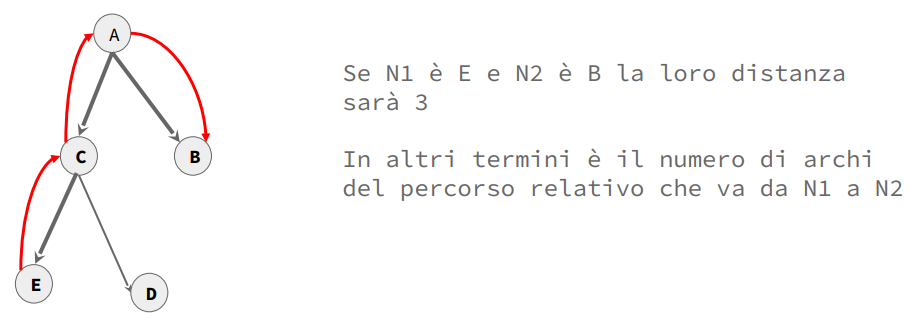 A
Se N1 è E e N2 è B la loro distanza
sarà 3
C
B
In altri termini è il numero di archi
del percorso relativo che va da N1 a N2
E
D